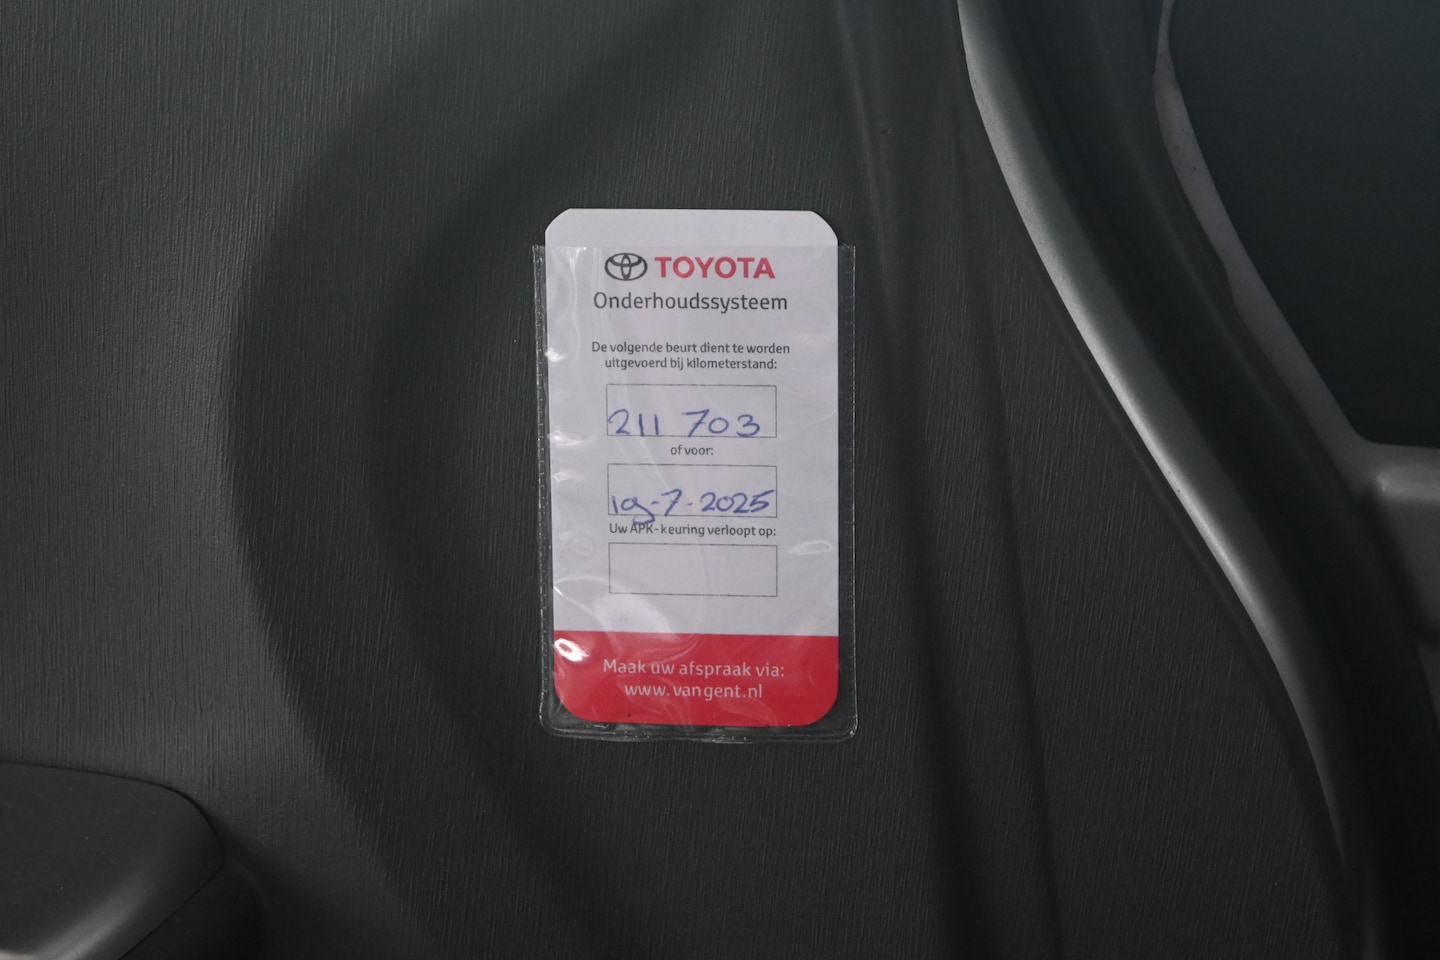 TOYOTA
Onderhoudssysteem
De volgende beurt dient te worden
uitgevoerd bij kilometerstand:
211 703
of voor:
19-7-2025
Uw APK-keuring verloopt op:
Maak uw afspraak via:
www.vangent.nl